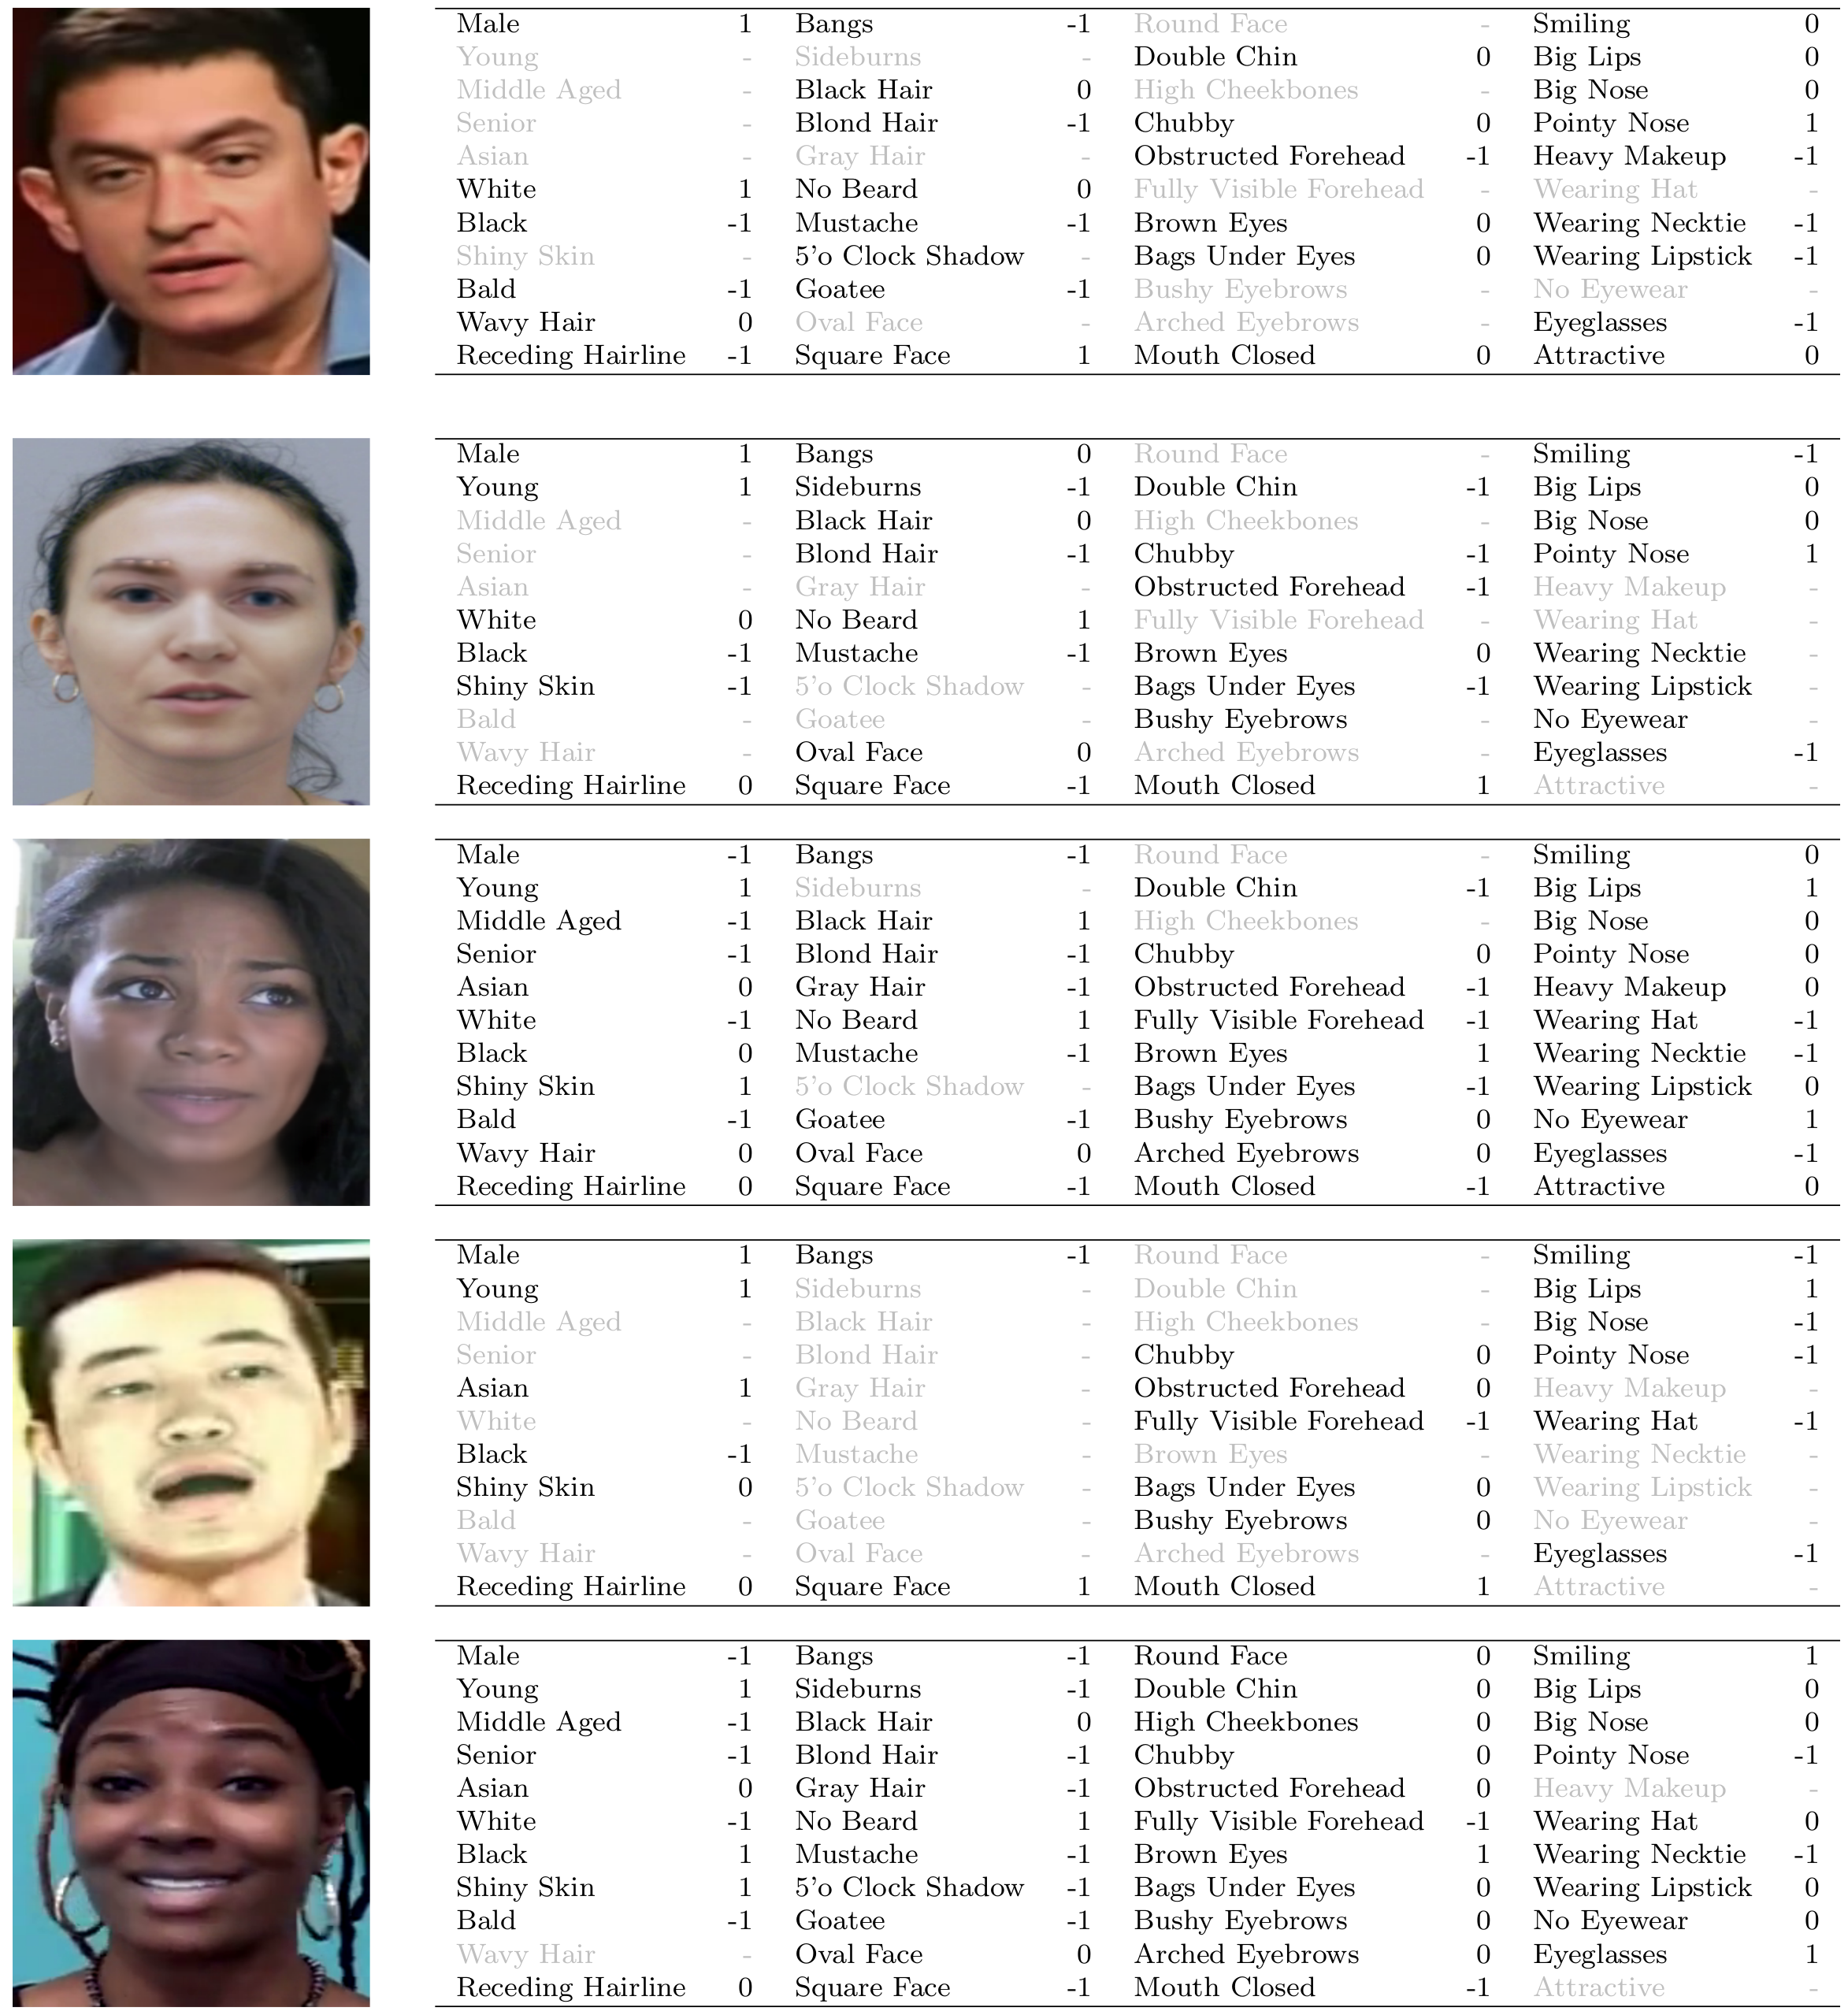 Male 1 Bangs -1 Round Face - Smiling 0
Young - Sideburns - Double Chin 0 Big Lips 0
Middle Aged - Black Hair 0 High Cheekbones - Big Nose 0
Senior - Blond Hair -1 Chubby 0 Pointy Nose 1
Asian - Gray Hair - Obstructed Forehead -1 Heavy Makeup -1
White 1 No Beard 0 Fully Visible Forehead - Wearing Hat -
Black -1 Mustache -1 Brown Eyes 0 Wearing Necktie -1
Shiny Skin - 5'o Clock Shadow - Bags Under Eyes 0 Wearing Lipstick -1
Bald -1 Goatee -1 Bushy Eyebrows - No Eyewear -
Wavy Hair 0 Oval Face - Arched Eyebrows - Eyeglasses -1
Receding Hairline -1 Square Face 1 Mouth Closed 0 Attractive 0
Male 1 Bangs 0 Round Face - Smiling -1
Young 1 Sideburns -1 Double Chin -1 Big Lips 0
Middle Aged - Black Hair 0 High Cheekbones - Big Nose 0
Senior - Blond Hair -1 Chubby -1 Pointy Nose 1
Asian - Gray Hair - Obstructed Forehead -1 Heavy Makeup -
White 0 No Beard 1 Fully Visible Forehead - Wearing Hat -
Black -1 Mustache -1 Brown Eyes 0 Wearing Necktie -
Shiny Skin -1 5'o Clock Shadow - Bags Under Eyes -1 Wearing Lipstick -
Bald - Goatee - Bushy Eyebrows - No Eyewear -
Wavy Hair - Oval Face 0 Arched Eyebrows - Eyeglasses -1
Receding Hairline 0 Square Face -1 Mouth Closed 1 Attractive -
Male -1 Bangs -1 Round Face - Smiling 0
Young 1 Sideburns - Double Chin -1 Big Lips 1
Middle Aged -1 Black Hair 1 High Cheekbones - Big Nose 0
Senior -1 Blond Hair -1 Chubby 0 Pointy Nose 0
Asian 0 Gray Hair -1 Obstructed Forehead -1 Heavy Makeup 0
White -1 No Beard 1 Fully Visible Forehead -1 Wearing Hat -1
Black 0 Mustache -1 Brown Eyes 1 Wearing Necktie -1
Shiny Skin 1 5'o Clock Shadow - Bags Under Eyes -1 Wearing Lipstick 0
Bald -1 Goatee -1 Bushy Eyebrows 0 No Eyewear 1
Wavy Hair 0 Oval Face 0 Arched Eyebrows 0 Eyeglasses -1
Receding Hairline 0 Square Face -1 Mouth Closed -1 Attractive 0
Male 1 Bangs -1 Round Face - Smiling -1
Young 1 Sideburns - Double Chin - Big Lips 1
Middle Aged - Black Hair - High Cheekbones - Big Nose -1
Senior - Blond Hair - Chubby 0 Pointy Nose -1
Asian 1 Gray Hair - Obstructed Forehead 0 Heavy Makeup -
White - No Beard - Fully Visible Forehead -1 Wearing Hat -1
Black -1 Mustache - Brown Eyes - Wearing Necktie -
Shiny Skin 0 5'o Clock Shadow - Bags Under Eyes 0 Wearing Lipstick -
Bald - Goatee - Bushy Eyebrows 0 No Eyewear -
Wavy Hair - Oval Face - Arched Eyebrows - Eyeglasses -1
Receding Hairline 0 Square Face 1 Mouth Closed 1 Attractive -
Male -1 Bangs -1 Round Face 0 Smiling 1
Young 1 Sideburns -1 Double Chin 0 Big Lips 0
Middle Aged -1 Black Hair 0 High Cheekbones 0 Big Nose 0
Senior -1 Blond Hair -1 Chubby 0 Pointy Nose -1
Asian 0 Gray Hair -1 Obstructed Forehead 0 Heavy Makeup -
White -1 No Beard 1 Fully Visible Forehead -1 Wearing Hat 0
Black 1 Mustache -1 Brown Eyes 1 Wearing Necktie -1
Shiny Skin 1 5'o Clock Shadow -1 Bags Under Eyes 0 Wearing Lipstick 0
Bald -1 Goatee -1 Bushy Eyebrows 0 No Eyewear 0
Wavy Hair - Oval Face 0 Arched Eyebrows 0 Eyeglasses 1
Receding Hairline 0 Square Face -1 Mouth Closed -1 Attractive -